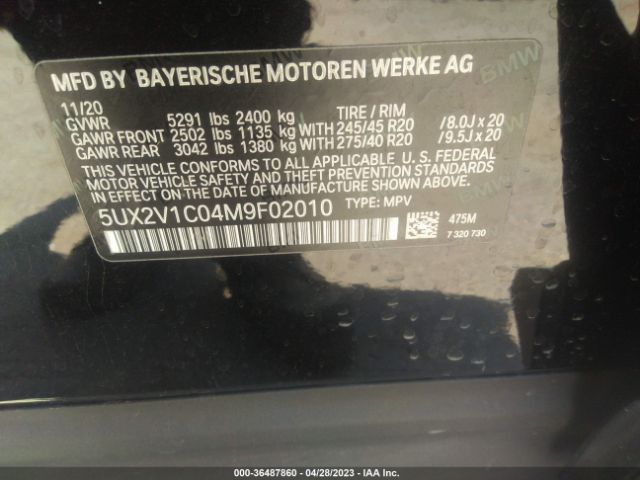 MFD BY BAYERISCHE MOTOREN WERKE AG
11/20
GVWR 5291 lbs 2400 kg TIRE / RIM
GAWR FRONT 2502 lbs 1135 kg WITH 245/45 R20 / 8.0J x 20
GAWR REAR 3042 lbs 1380 kg WITH 275/40 R20 / 9.5J x 20
THIS VEHICLE CONFORMS TO ALL APPLICABLE U. S. FEDERAL
MOTOR VEHICLE SAFETY AND THEFT PREVENTION STANDARDS
IN EFFECT ON THE DATE OF MANUFACTURE SHOWN ABOVE.
5UX2V1C04M9F02010 TYPE: MPV
475M
7 320 730
BMW
000-36487860 - 04/28/2023 - IAA Inc.